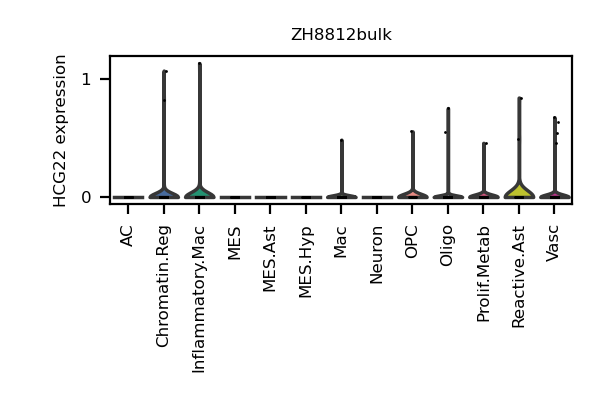 ZH8812bulk
HCG22 expression
1
0
AC
Chromatin.Reg
Inflammatory.Mac
MES
MES.Ast
MES.Hyp
Mac
Neuron
OPC
Oligo
Prolif.Metab
Reactive.Ast
Vasc